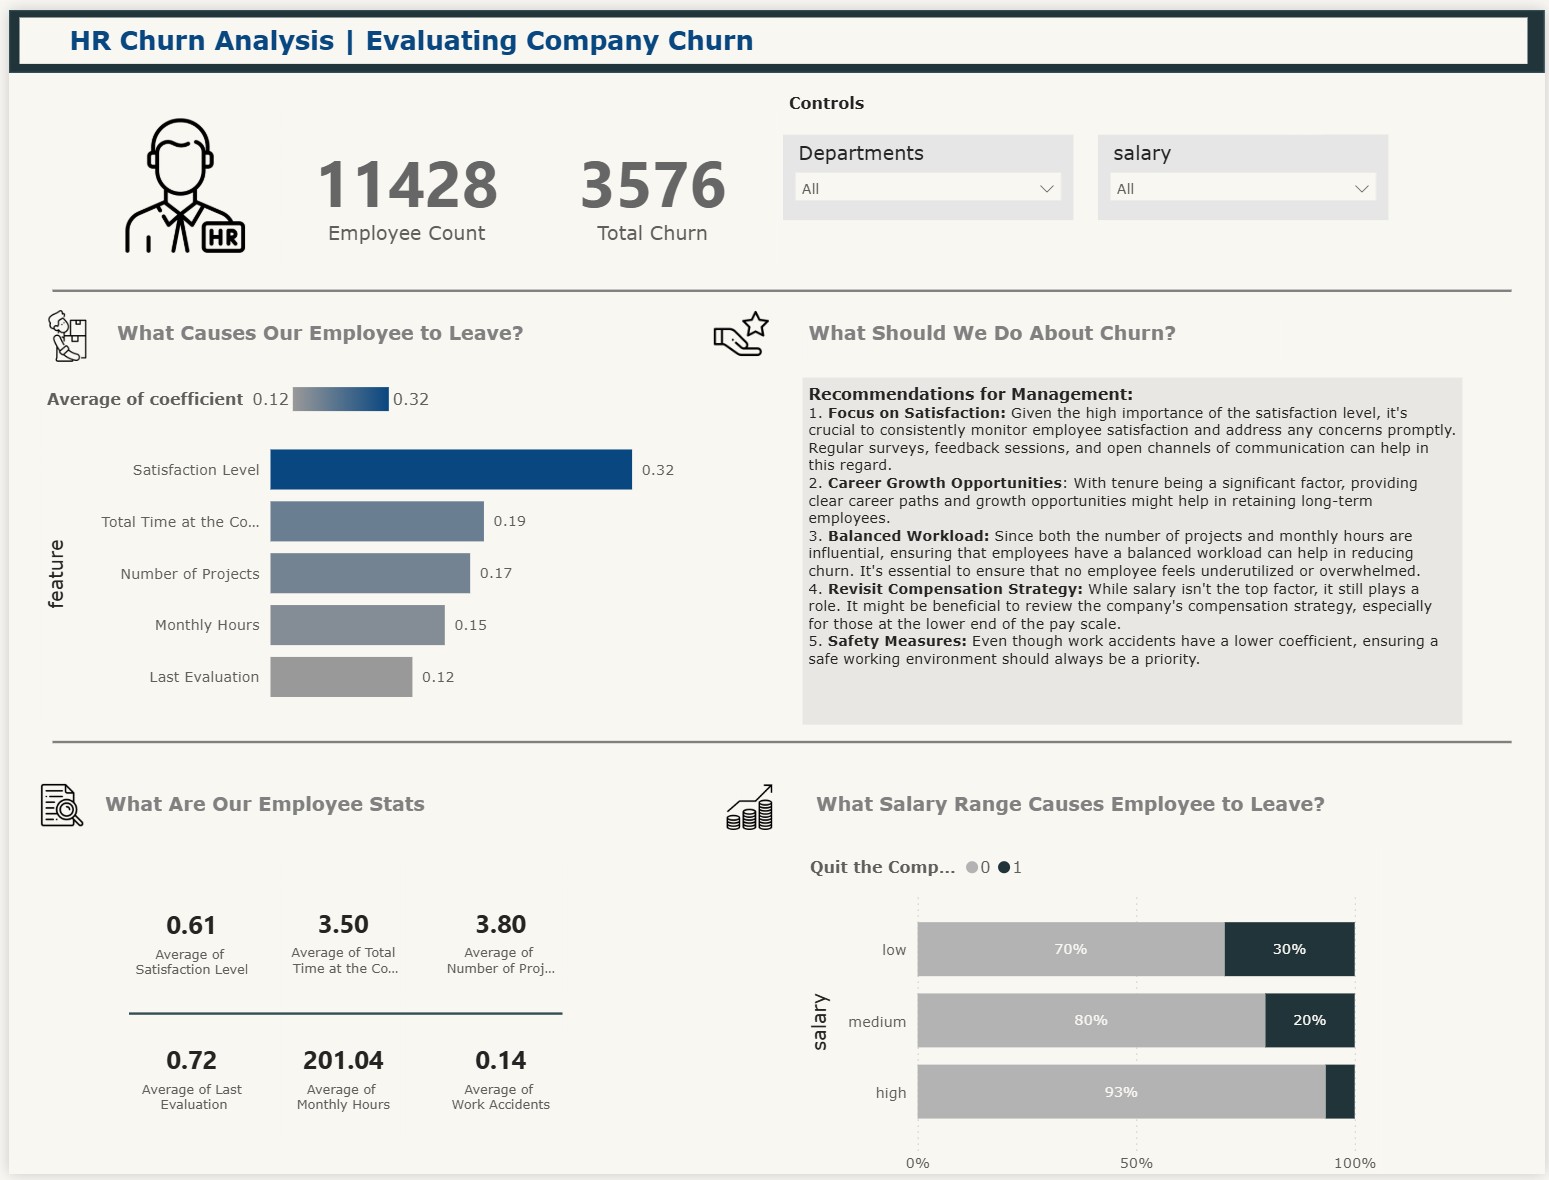 HR Churn Analysis | Evaluating Company Churn
HR
11428
Employee Count
3576
Total Churn
Controls
Departments
All
salary
All
What Causes Our Employee to Leave?
Average of coefficient 0.12 0.32
feature
Satisfaction Level 0.32
Total Time at the Co... 0.19
Number of Projects 0.17
Monthly Hours 0.15
Last Evaluation 0.12
What Should We Do About Churn?
Recommendations for Management:
1. Focus on Satisfaction: Given the high importance of the satisfaction level, it's
crucial to consistently monitor employee satisfaction and address any concerns promptly.
Regular surveys, feedback sessions, and open channels of communication can help in
this regard.
2. Career Growth Opportunities: With tenure being a significant factor, providing
clear career paths and growth opportunities might help in retaining long-term
employees.
3. Balanced Workload: Since both the number of projects and monthly hours are
influential, ensuring that employees have a balanced workload can help in reducing
churn. It's essential to ensure that no employee feels underutilized or overwhelmed.
4. Revisit Compensation Strategy: While salary isn't the top factor, it still plays a
role. It might be beneficial to review the company's compensation strategy, especially
for those at the lower end of the pay scale.
5. Safety Measures: Even though work accidents have a lower coefficient, ensuring a
safe working environment should always be a priority.
What Are Our Employee Stats
0.61
Average of
Satisfaction Level
3.50
Average of Total
Time at the Co...
3.80
Average of
Number of Proj...
0.72
Average of Last
Evaluation
201.04
Average of
Monthly Hours
0.14
Average of
Work Accidents
What Salary Range Causes Employee to Leave?
Quit the Comp... 0 1
salary
low 70% 30%
medium 80% 20%
high 93%
0% 50% 100%